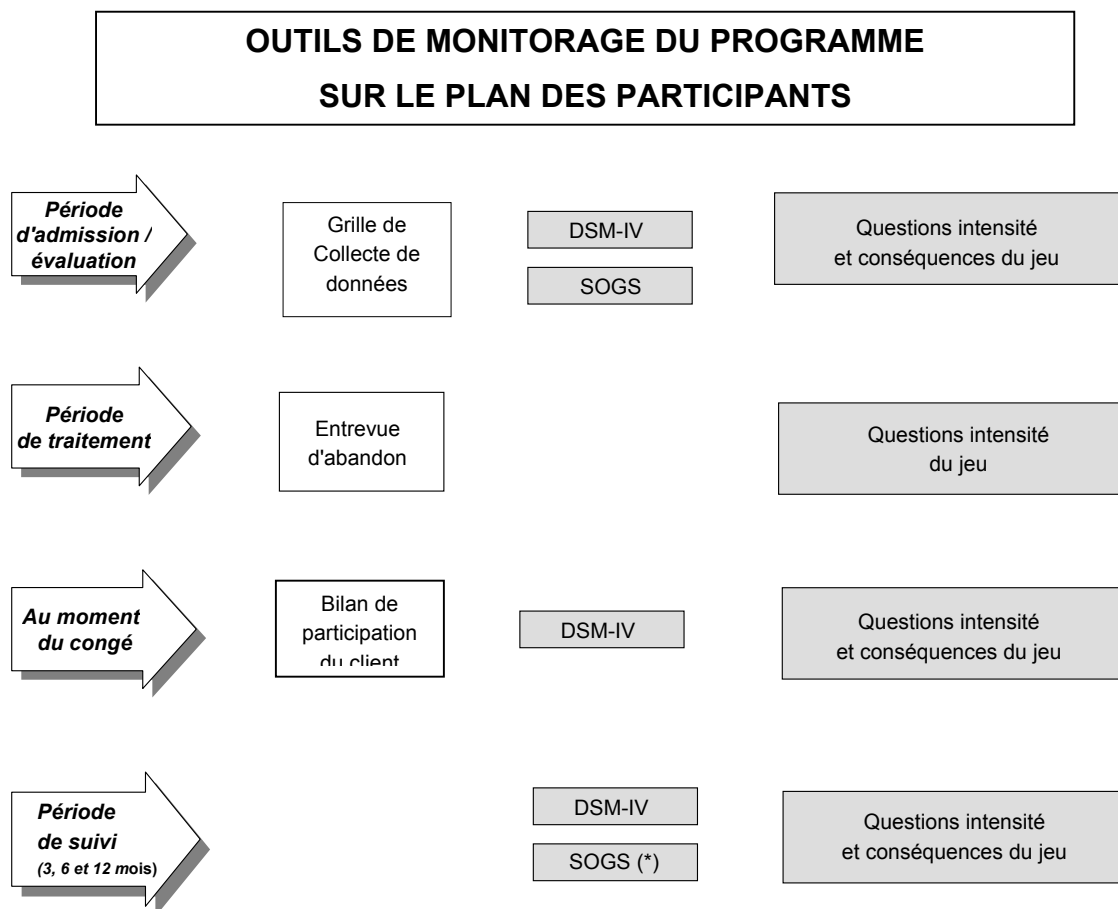 OUTILS DE MONITORAGE DU PROGRAMME
SUR LE PLAN DES PARTICIPANTS
Période
d'admission /
évaluation
Grille de
Collecte de
données
DSM-IV
SOGS
Questions intensité
et conséquences du jeu
Période
de traitement
Entrevue
d'abandon
Questions intensité
du jeu
Au moment
du congé
Bilan de
participation
du client
DSM-IV
Questions intensité
et conséquences du jeu
Période
de suivi
(3, 6 et 12 mois)
DSM-IV
SOGS (*)
Questions intensité
et conséquences du jeu